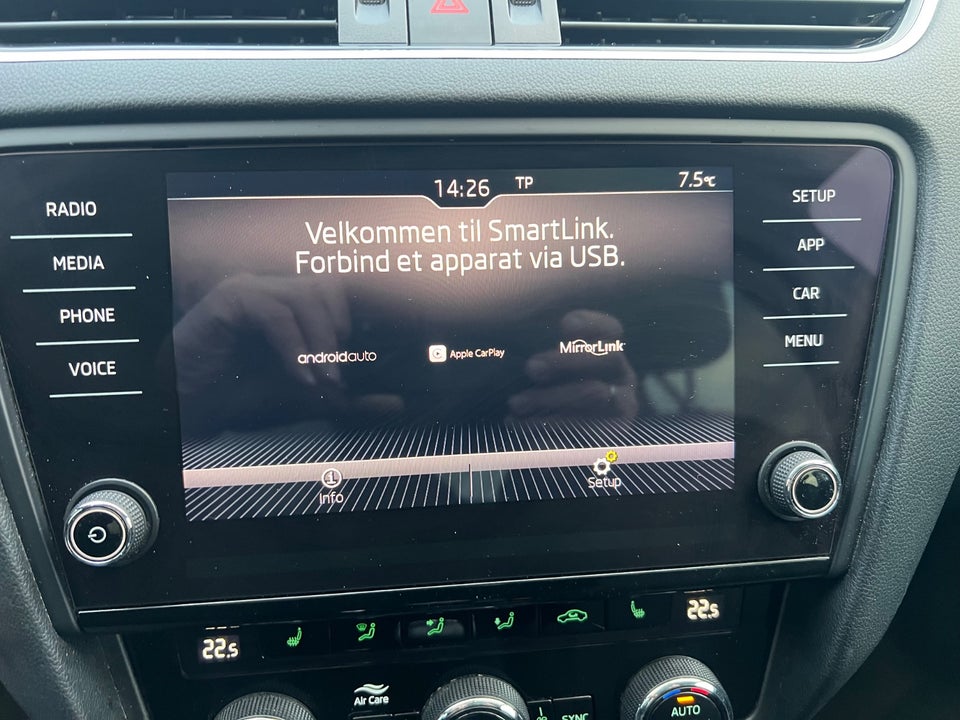 14:26 TP 7.5°C
RADIO
MEDIA
PHONE
VOICE
Velkommen til SmartLink.
Forbind et apparat via USB.
androidauto
Apple CarPlay
MirrorLink
Info
Setup
SETUP
APP
CAR
MENU
22.5
22.5
Air Care
SYNC
AUTO